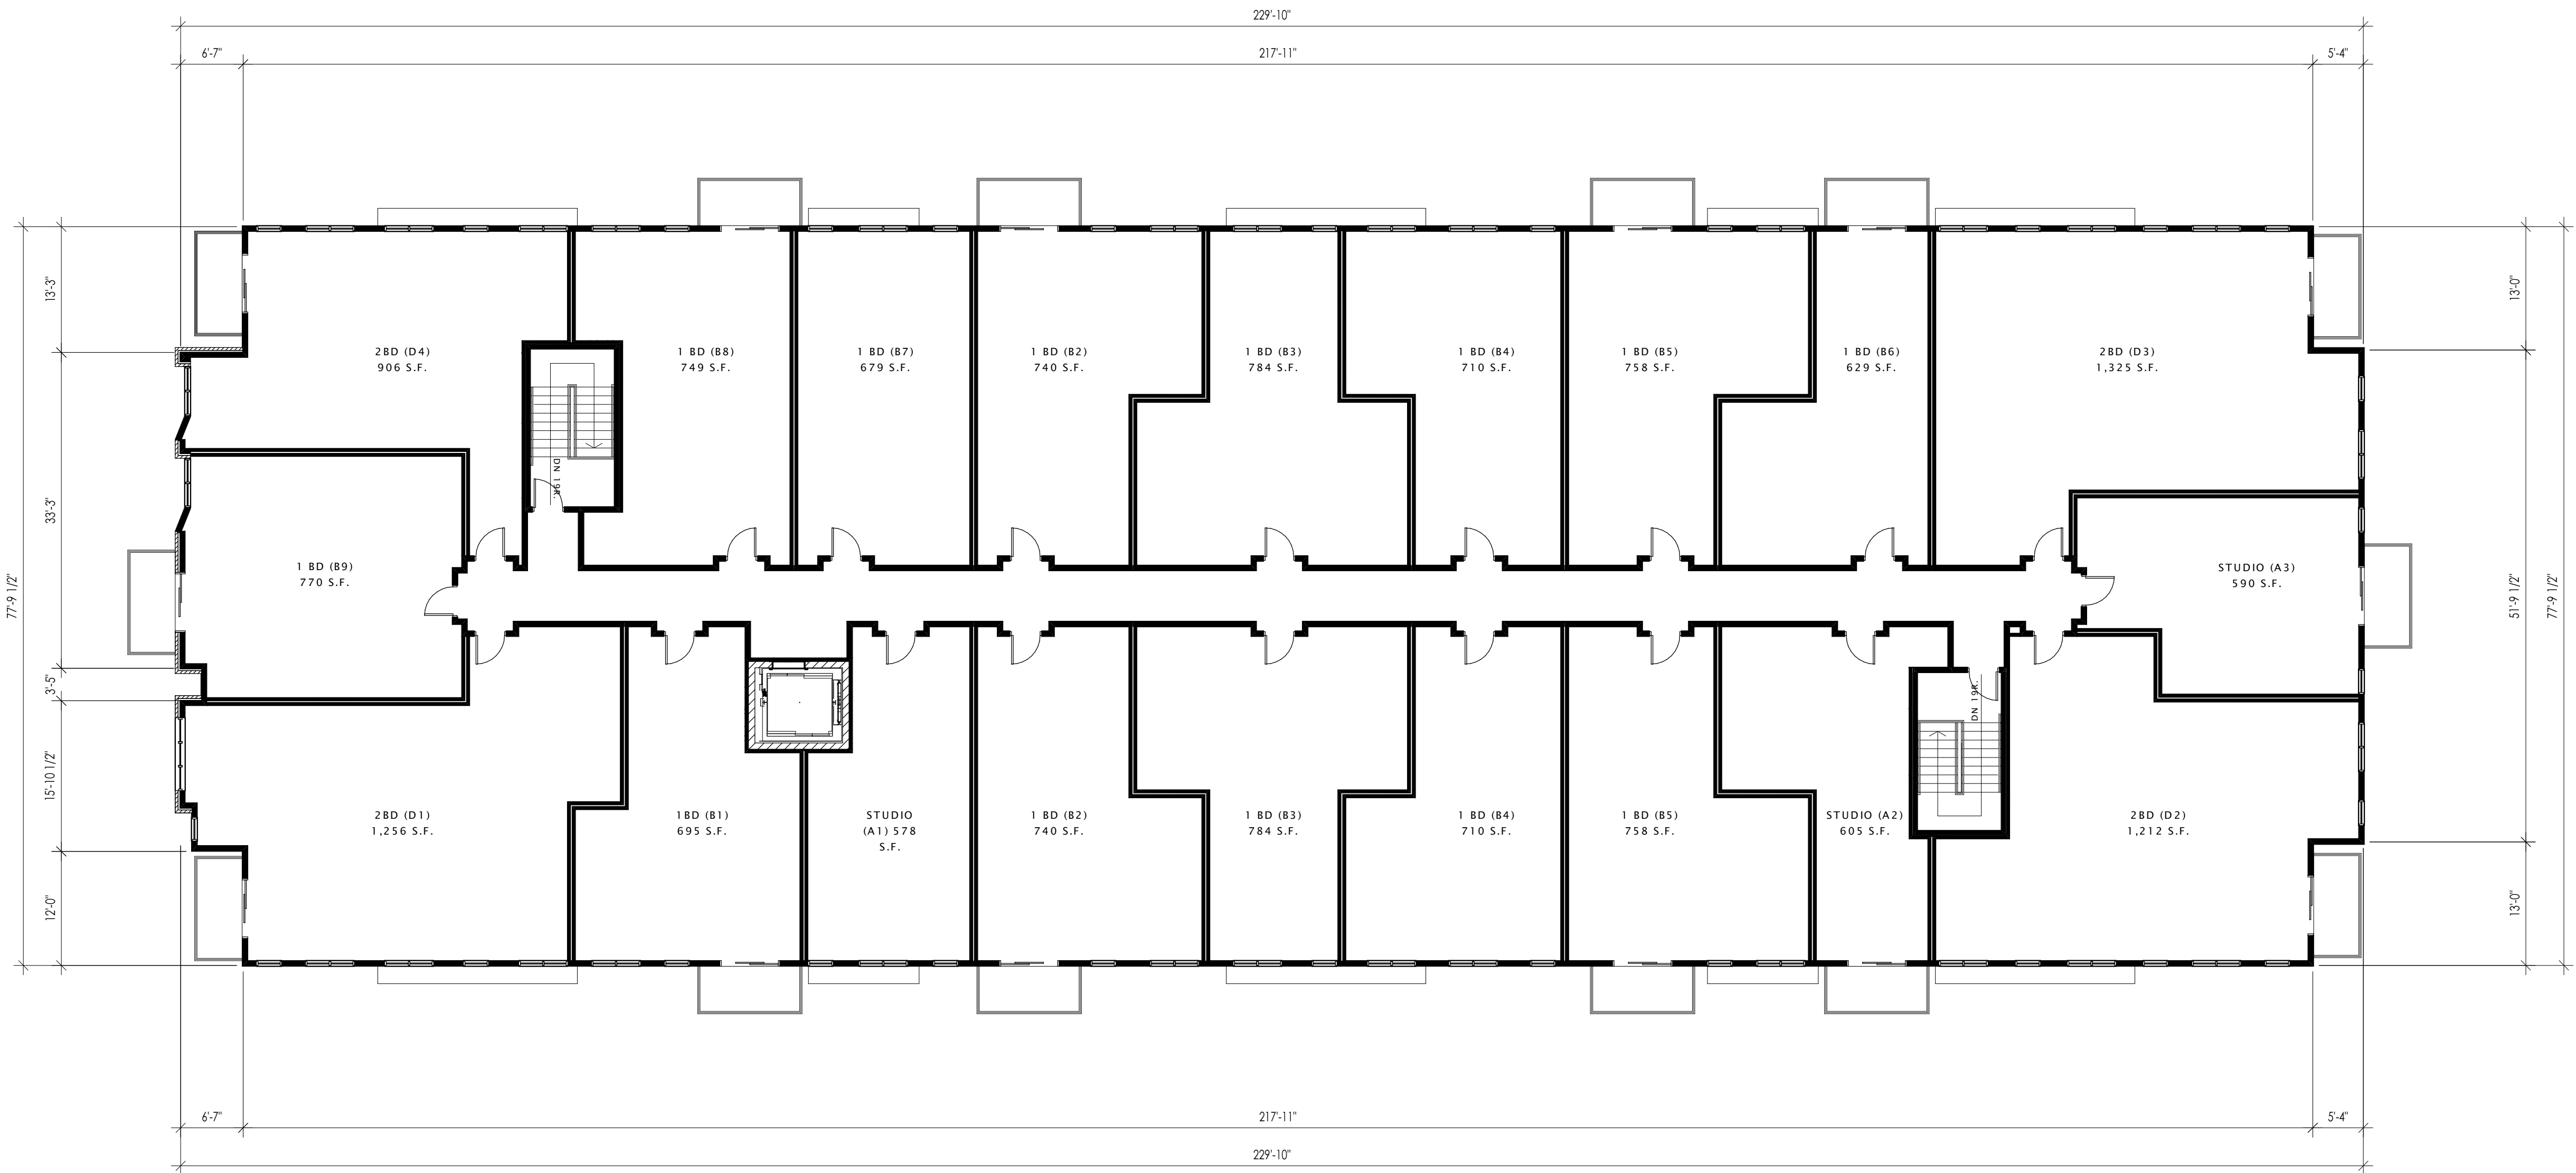 229'-10"
6'-7"
217'-11"
5'-4"
13'-3"
33'-3"
77'-9 1/2"
3'-5"
15'-10 1/2"
12'-0"
13'-0"
51'-9 1/2"
77'-9 1/2"
13'-0"
2BD (D4)
906 S.F.
1 BD (B8)
749 S.F.
1 BD (B7)
679 S.F.
1 BD (B2)
740 S.F.
1 BD (B3)
784 S.F.
1 BD (B4)
710 S.F.
1 BD (B5)
758 S.F.
1 BD (B6)
629 S.F.
2BD (D3)
1,325 S.F.
DN 19R.
1 BD (B9)
770 S.F.
STUDIO (A3)
590 S.F.
DN 19R.
2BD (D1)
1,256 S.F.
1BD (B1)
695 S.F.
STUDIO
(A1) 578
S.F.
1 BD (B2)
740 S.F.
1 BD (B3)
784 S.F.
1 BD (B4)
710 S.F.
1 BD (B5)
758 S.F.
STUDIO (A2)
605 S.F.
2BD (D2)
1,212 S.F.
6'-7"
217'-11"
5'-4"
229'-10"